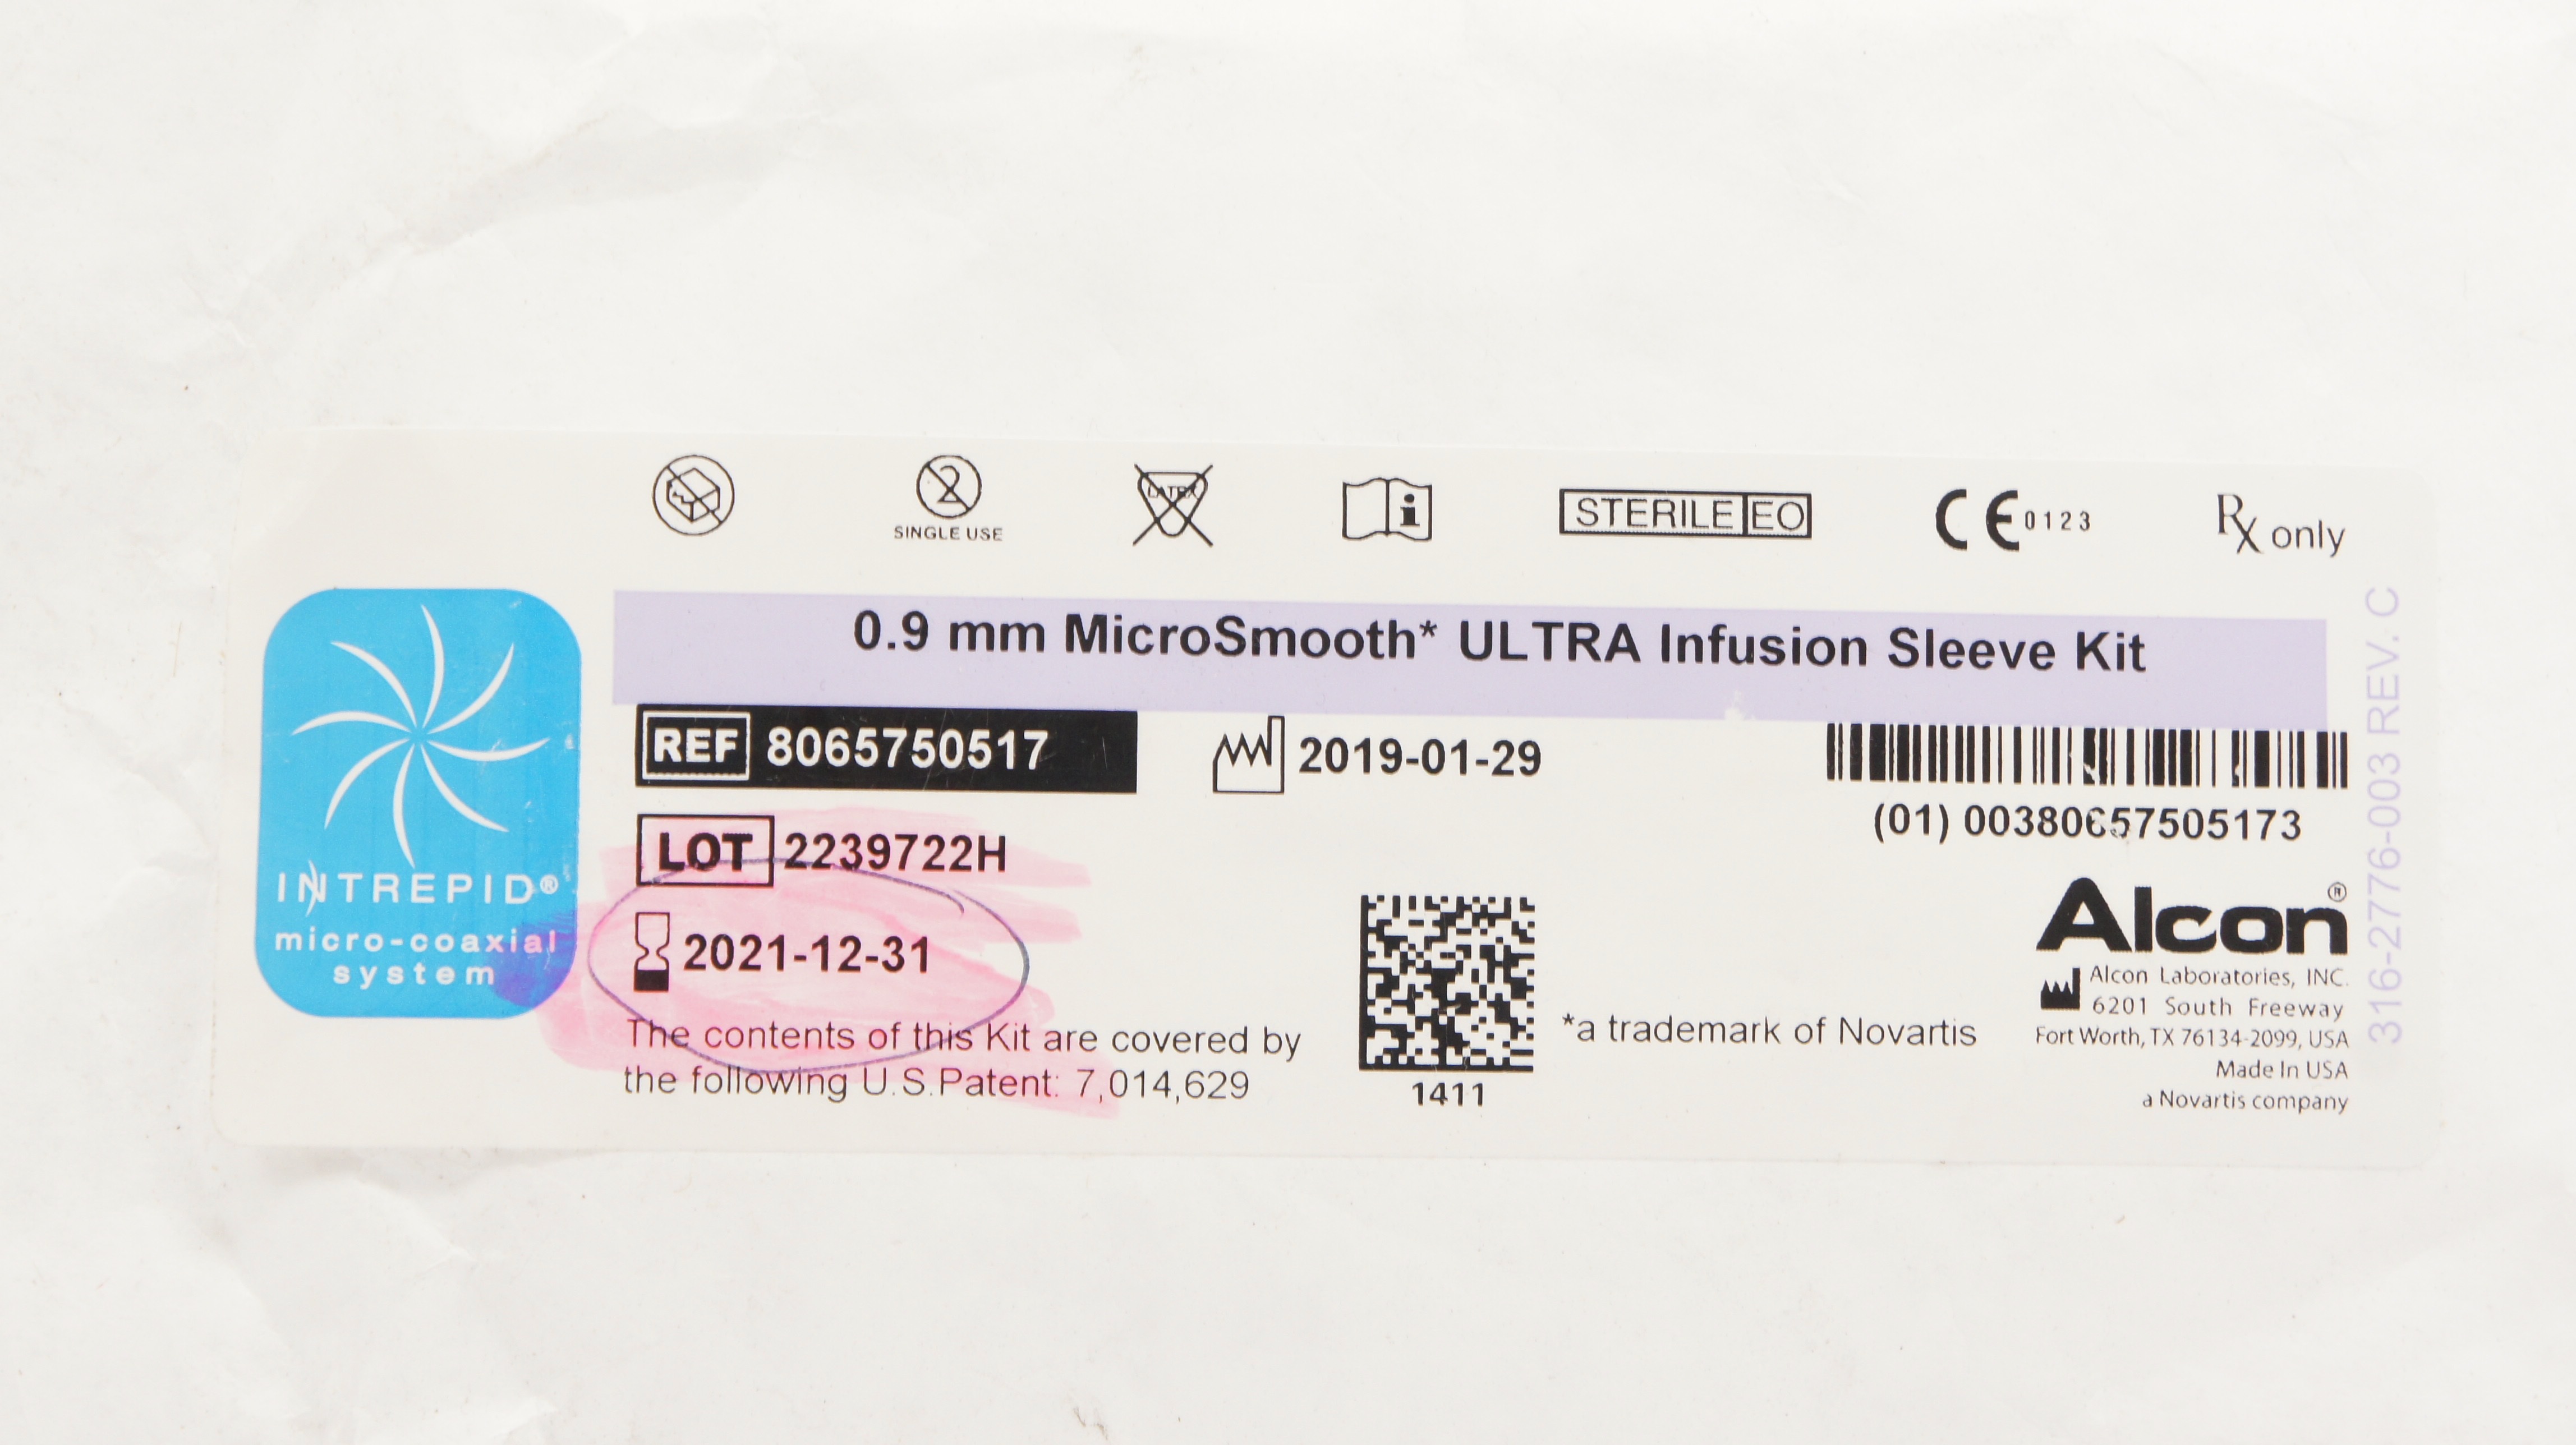 SINGLE USE
LATEX
STERILE EO
CE 0123
Rx only
0.9 mm MicroSmooth* ULTRA Infusion Sleeve Kit
REF 8065750517
2019-01-29
(01) 00380657505173
LOT 2239722H
2021-12-31
INTREPID®
micro-coaxial
system
The contents of this Kit are covered by
the following U.S.Patent: 7,014,629
1411
*a trademark of Novartis
Alcon®
Alcon Laboratories, INC.
6201 South Freeway
Fort Worth, TX 76134-2099, USA
Made In USA
a Novartis company
316-2776-003 REV. C